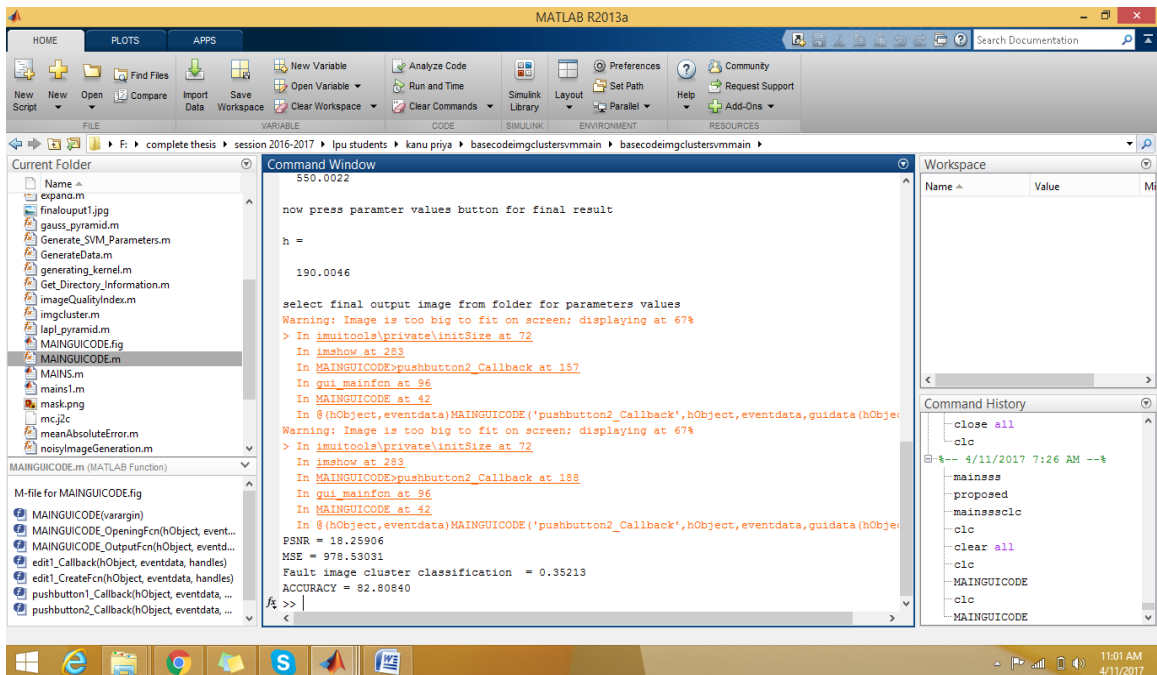 MATLAB R2013a
HOME PLOTS APPS
Search Documentation
New Script
New
Open
Find Files
Compare
Import Data
Save Workspace
New Variable
Open Variable
Clear Workspace
Analyze Code
Run and Time
Clear Commands
Simulink Library
Layout
Preferences
Set Path
Parallel
Help
Community
Request Support
Add-Ons
FILE VARIABLE CODE SIMULINK ENVIRONMENT RESOURCES
F: complete thesis session 2016-2017 lpu students kanu priya basecodeimgclustersvmmain basecodeimgclustersvmmain
Current Folder
Name
expand.m
finalouput1.jpg
gauss_pyramid.m
Generate_SVM_Parameters.m
GenerateData.m
generating_kernel.m
Get_Directory_Information.m
imageQualityIndex.m
imgcluster.m
lapl_pyramid.m
MAINGUICODE.fig
MAINGUICODE.m
MAINS.m
mains1.m
mask.png
mc.j2c
meanAbsoluteError.m
noisyImageGeneration.m
MAINGUICODE.m (MATLAB Function)
M-file for MAINGUICODE.fig
MAINGUICODE(varargin)
MAINGUICODE_OpeningFcn(hObject, event...
MAINGUICODE_OutputFcn(hObject, eventd...
edit1_Callback(hObject, eventdata, handles)
edit1_CreateFcn(hObject, eventdata, handles)
pushbutton1_Callback(hObject, eventdata, ...
pushbutton2_Callback(hObject, eventdata, ...
Command Window
550.0022
now press paramter values button for final result
h =
190.0046
select final output image from folder for parameters values
Warning: Image is too big to fit on screen; displaying at 67%
> In imuitools\private\initSize at 72
In imshow at 283
In MAINGUICODE>pushbutton2_Callback at 157
In gui_mainfcn at 96
In MAINGUICODE at 42
In @(hObject,eventdata)MAINGUICODE('pushbutton2_Callback',hObject,eventdata,guidata(hObje
Warning: Image is too big to fit on screen; displaying at 67%
> In imuitools\private\initSize at 72
In imshow at 283
In MAINGUICODE>pushbutton2_Callback at 188
In gui_mainfcn at 96
In MAINGUICODE at 42
In @(hObject,eventdata)MAINGUICODE('pushbutton2_Callback',hObject,eventdata,guidata(hObje
PSNR = 18.25906
MSE = 978.53031
Fault image cluster classification = 0.35213
ACCURACY = 82.80840
fx >>
Workspace
Name Value Mi
Command History
close all
clc
%-- 4/11/2017 7:26 AM --%
mainsss
proposed
mainsssclc
clc
clear all
clc
MAINGUICODE
clc
MAINGUICODE
11:01 AM
4/11/2017